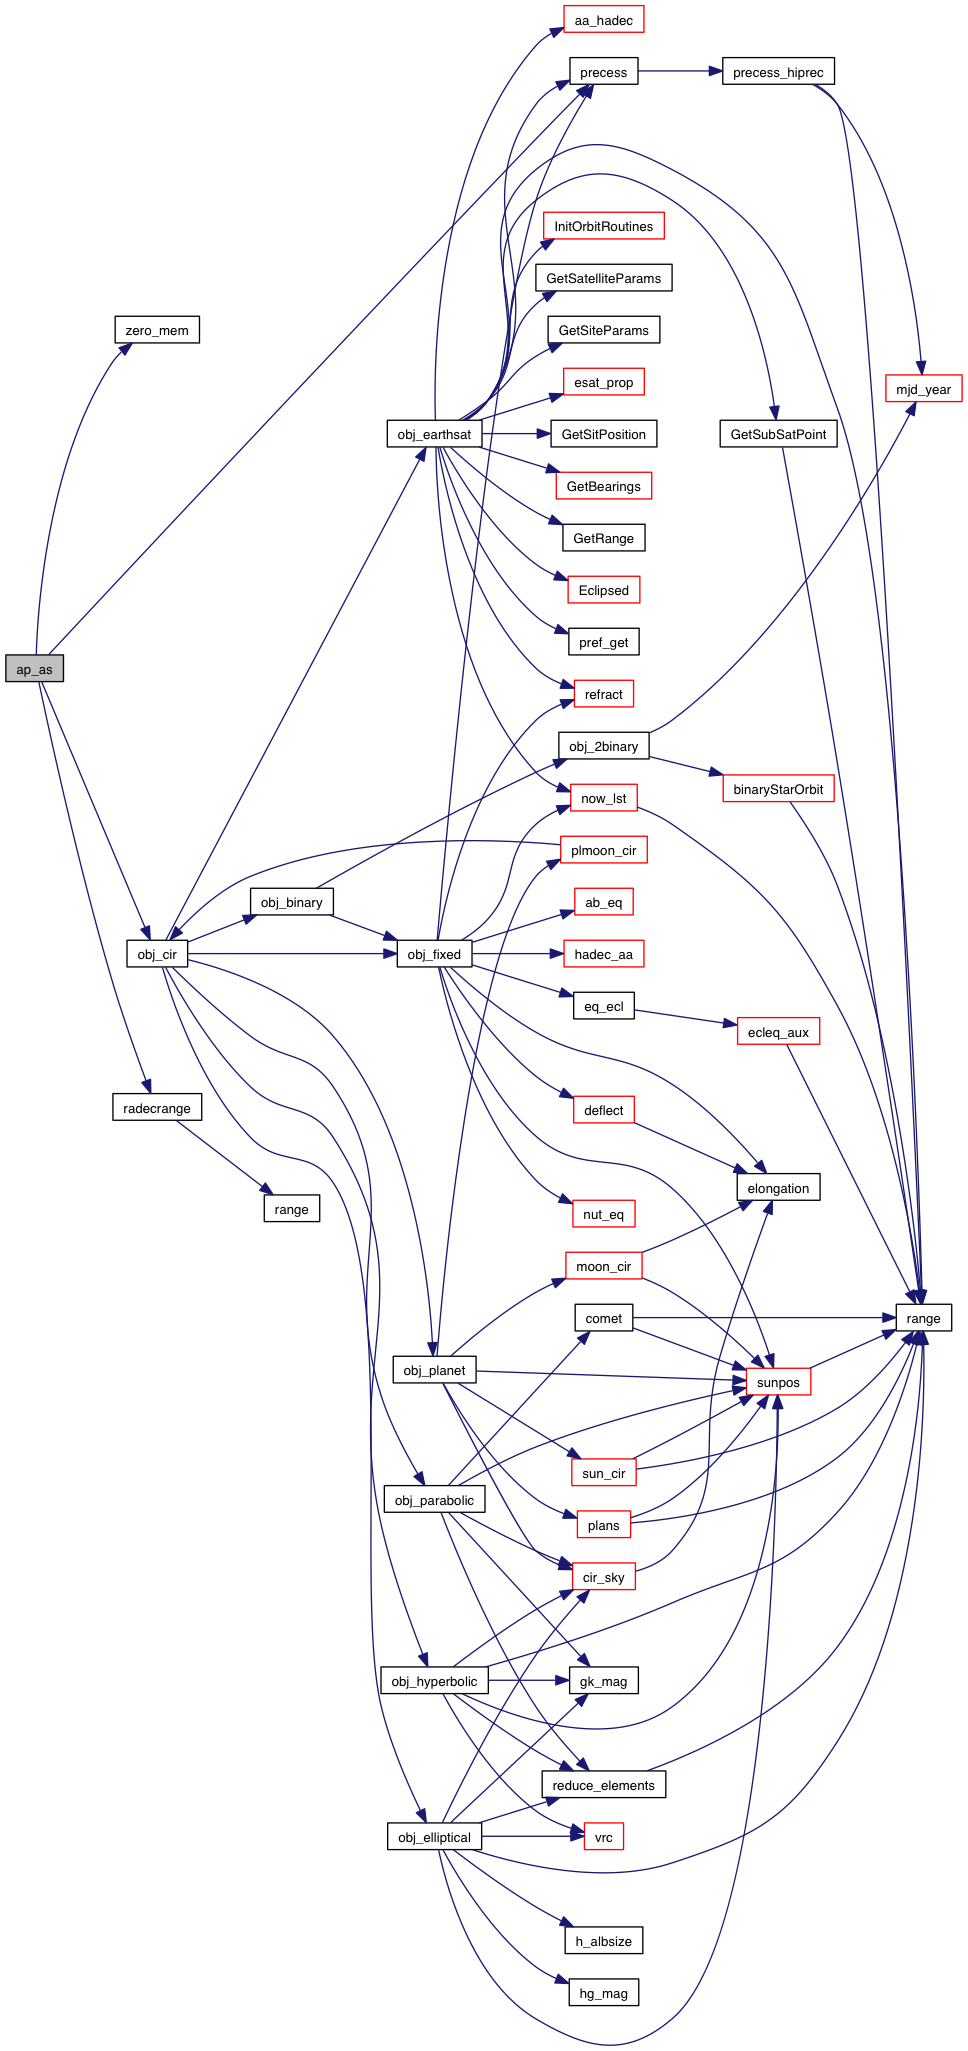 aa_hadec
precess
precess_hiprec
InitOrbitRoutines
GetSatelliteParams
zero_mem
GetSiteParams
esat_prop
mjd_year
obj_earthsat
GetSitPosition
GetSubSatPoint
GetBearings
GetRange
Eclipsed
pref_get
ap_as
refract
obj_2binary
now_lst
binaryStarOrbit
plmoon_cir
obj_binary
ab_eq
obj_cir
obj_fixed
hadec_aa
eq_ecl
ecleq_aux
radecrange
deflect
elongation
range
nut_eq
moon_cir
comet
range
obj_planet
sunpos
sun_cir
obj_parabolic
plans
cir_sky
obj_hyperbolic
gk_mag
reduce_elements
obj_elliptical
vrc
h_albsize
hg_mag